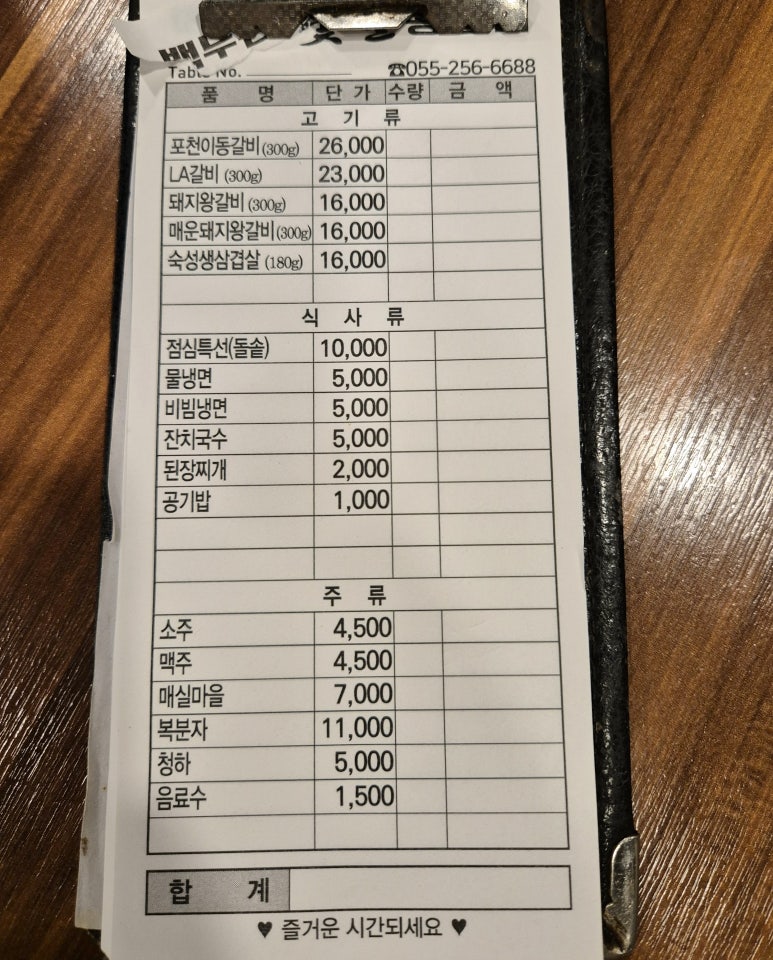 Table No. ☎055-256-6688
품 명 단 가 수량 금 액
고 기 류
포천이동갈비(300g) 26,000
LA갈비 (300g) 23,000
돼지왕갈비(300g) 16,000
매운돼지왕갈비(300g) 16,000
숙성생삼겹살 (180g) 16,000
식 사 류
점심특선(돌솥) 10,000
물냉면 5,000
비빔냉면 5,000
잔치국수 5,000
된장찌개 2,000
공기밥 1,000
주 류
소주 4,500
맥주 4,500
매실마을 7,000
복분자 11,000
청하 5,000
음료수 1,500
합 계
♥ 즐거운 시간되세요 ♥